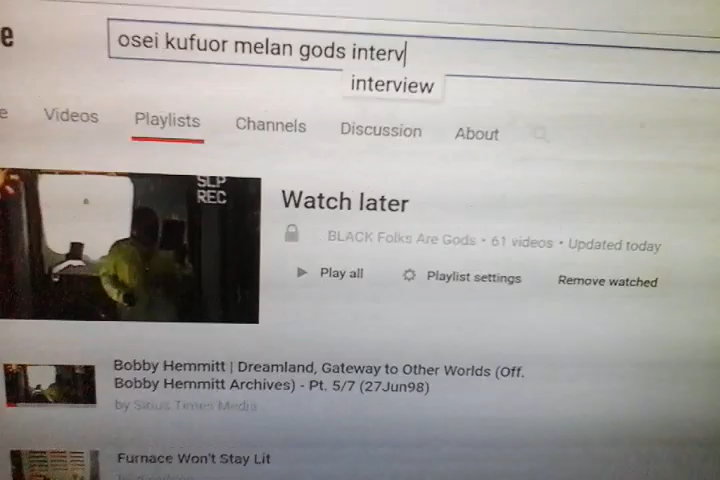 e
osei kufuor melan gods interv
interview
e Videos Playlists Channels Discussion About
SLP
REC
Watch later
BLACK Folks Are Gods • 61 videos • Updated today
Play all Playlist settings Remove watched
Bobby Hemmitt | Dreamland, Gateway to Other Worlds (Off.
Bobby Hemmitt Archives) - Pt. 5/7 (27Jun98)
by Sirius Times Media
Furnace Won't Stay Lit